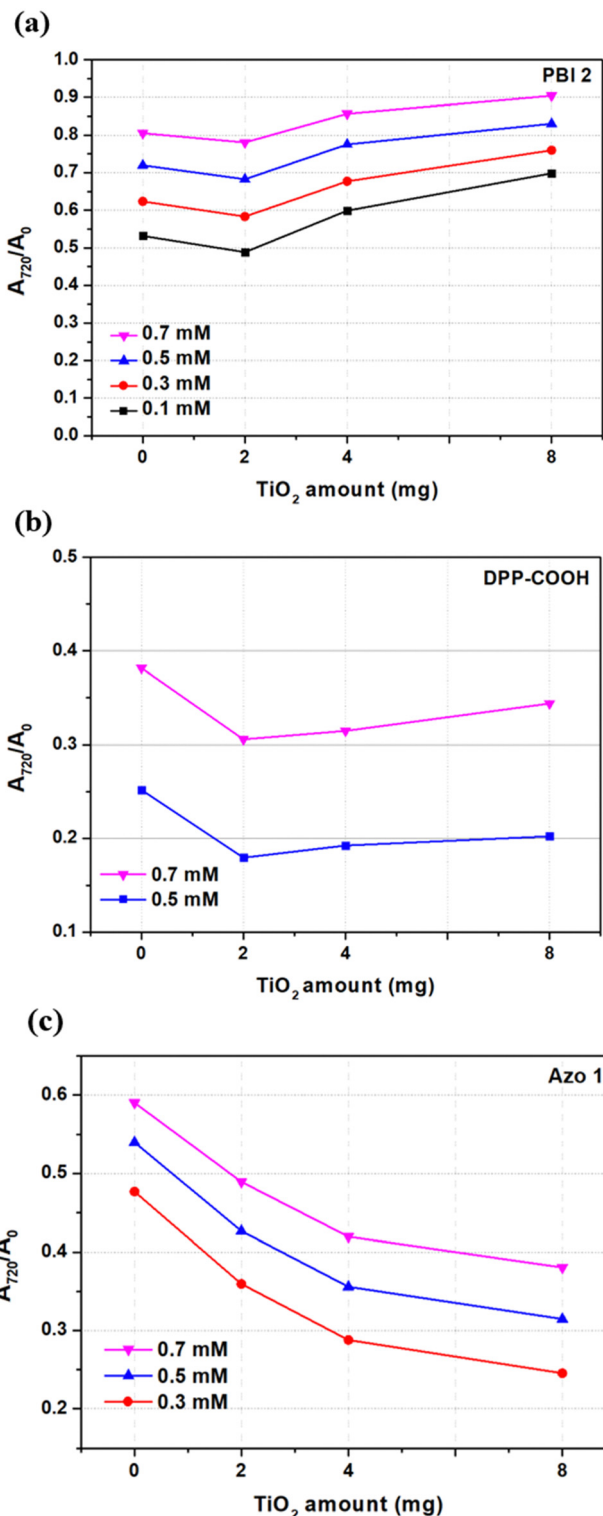 (a)
PBI 2
1.0
0.9
0.8
0.7
0.6
0.5
0.4
0.3
0.2
0.1
0.0
A₇₂₀/A₀
0.7 mM
0.5 mM
0.3 mM
0.1 mM
0 2 4 8
TiO₂ amount (mg)
(b)
DPP-COOH
0.5
0.4
0.3
0.2
0.1
A₇₂₀/A₀
0.7 mM
0.5 mM
0 2 4 8
TiO₂ amount (mg)
(c)
Azo 1
0.6
0.5
0.4
0.3
0.2
A₇₂₀/A₀
0.7 mM
0.5 mM
0.3 mM
0 2 4 8
TiO₂ amount (mg)